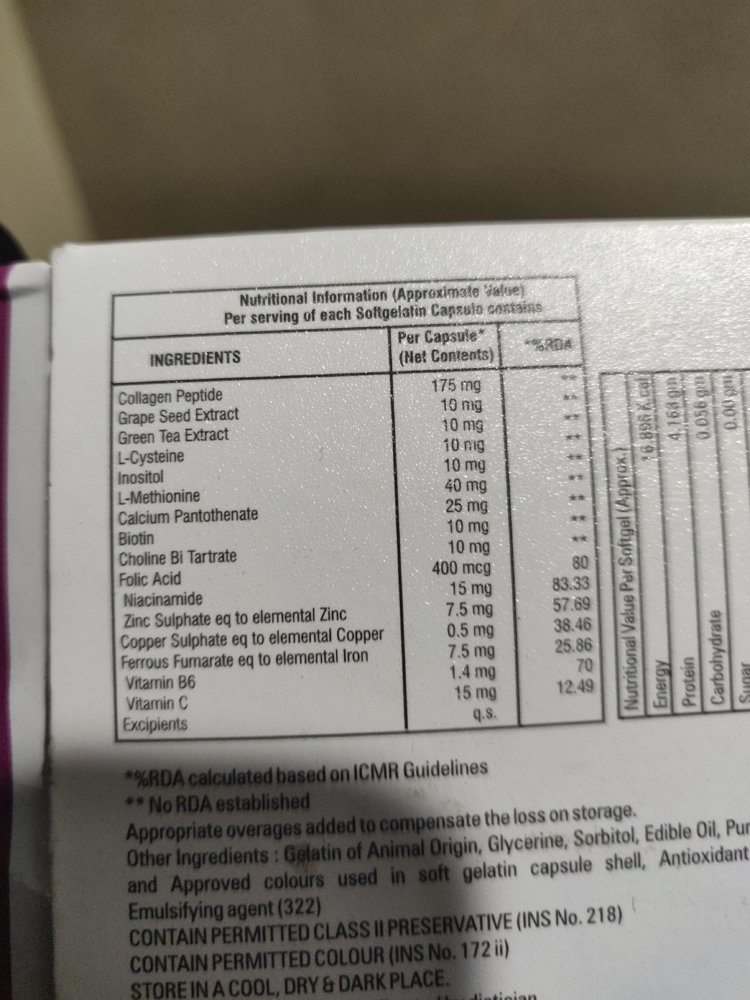 Nutritional Information (Approximate Value)
Per serving of each Softgelatin Capsule contains
INGREDIENTS Per Capsule* (Net Contents) *%RDA
Collagen Peptide 175 mg **
Grape Seed Extract 10 mg **
Green Tea Extract 10 mg **
L-Cysteine 10 mg **
Inositol 10 mg **
L-Methionine 40 mg **
Calcium Pantothenate 25 mg **
Biotin 10 mg **
Choline Bi Tartrate 10 mg **
Folic Acid 400 mcg 80
Niacinamide 15 mg 83.33
Zinc Sulphate eq to elemental Zinc 7.5 mg 57.69
Copper Sulphate eq to elemental Copper 0.5 mg 38.46
Ferrous Fumarate eq to elemental Iron 7.5 mg 25.86
Vitamin B6 1.4 mg 70
Vitamin C 15 mg 12.49
Excipients q.s.
Nutritional Value Per Softgel (Approx.)
Energy K.cal
Protein gm
Carbohydrate gm
Sugar 0.00 gm
*%RDA calculated based on ICMR Guidelines
** No RDA established
Appropriate overages added to compensate the loss on storage.
Other Ingredients : Gelatin of Animal Origin, Glycerine, Sorbitol, Edible Oil,
and Approved colours used in soft gelatin capsule shell, Antioxidant
Emulsifying agent (322)
CONTAIN PERMITTED CLASS II PRESERVATIVE (INS No. 218)
CONTAIN PERMITTED COLOUR (INS No. 172 ii)
STORE IN A COOL, DRY & DARK PLACE.